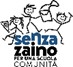 senza
zaino
PER UNA SCUOLA
COMUNITÀ